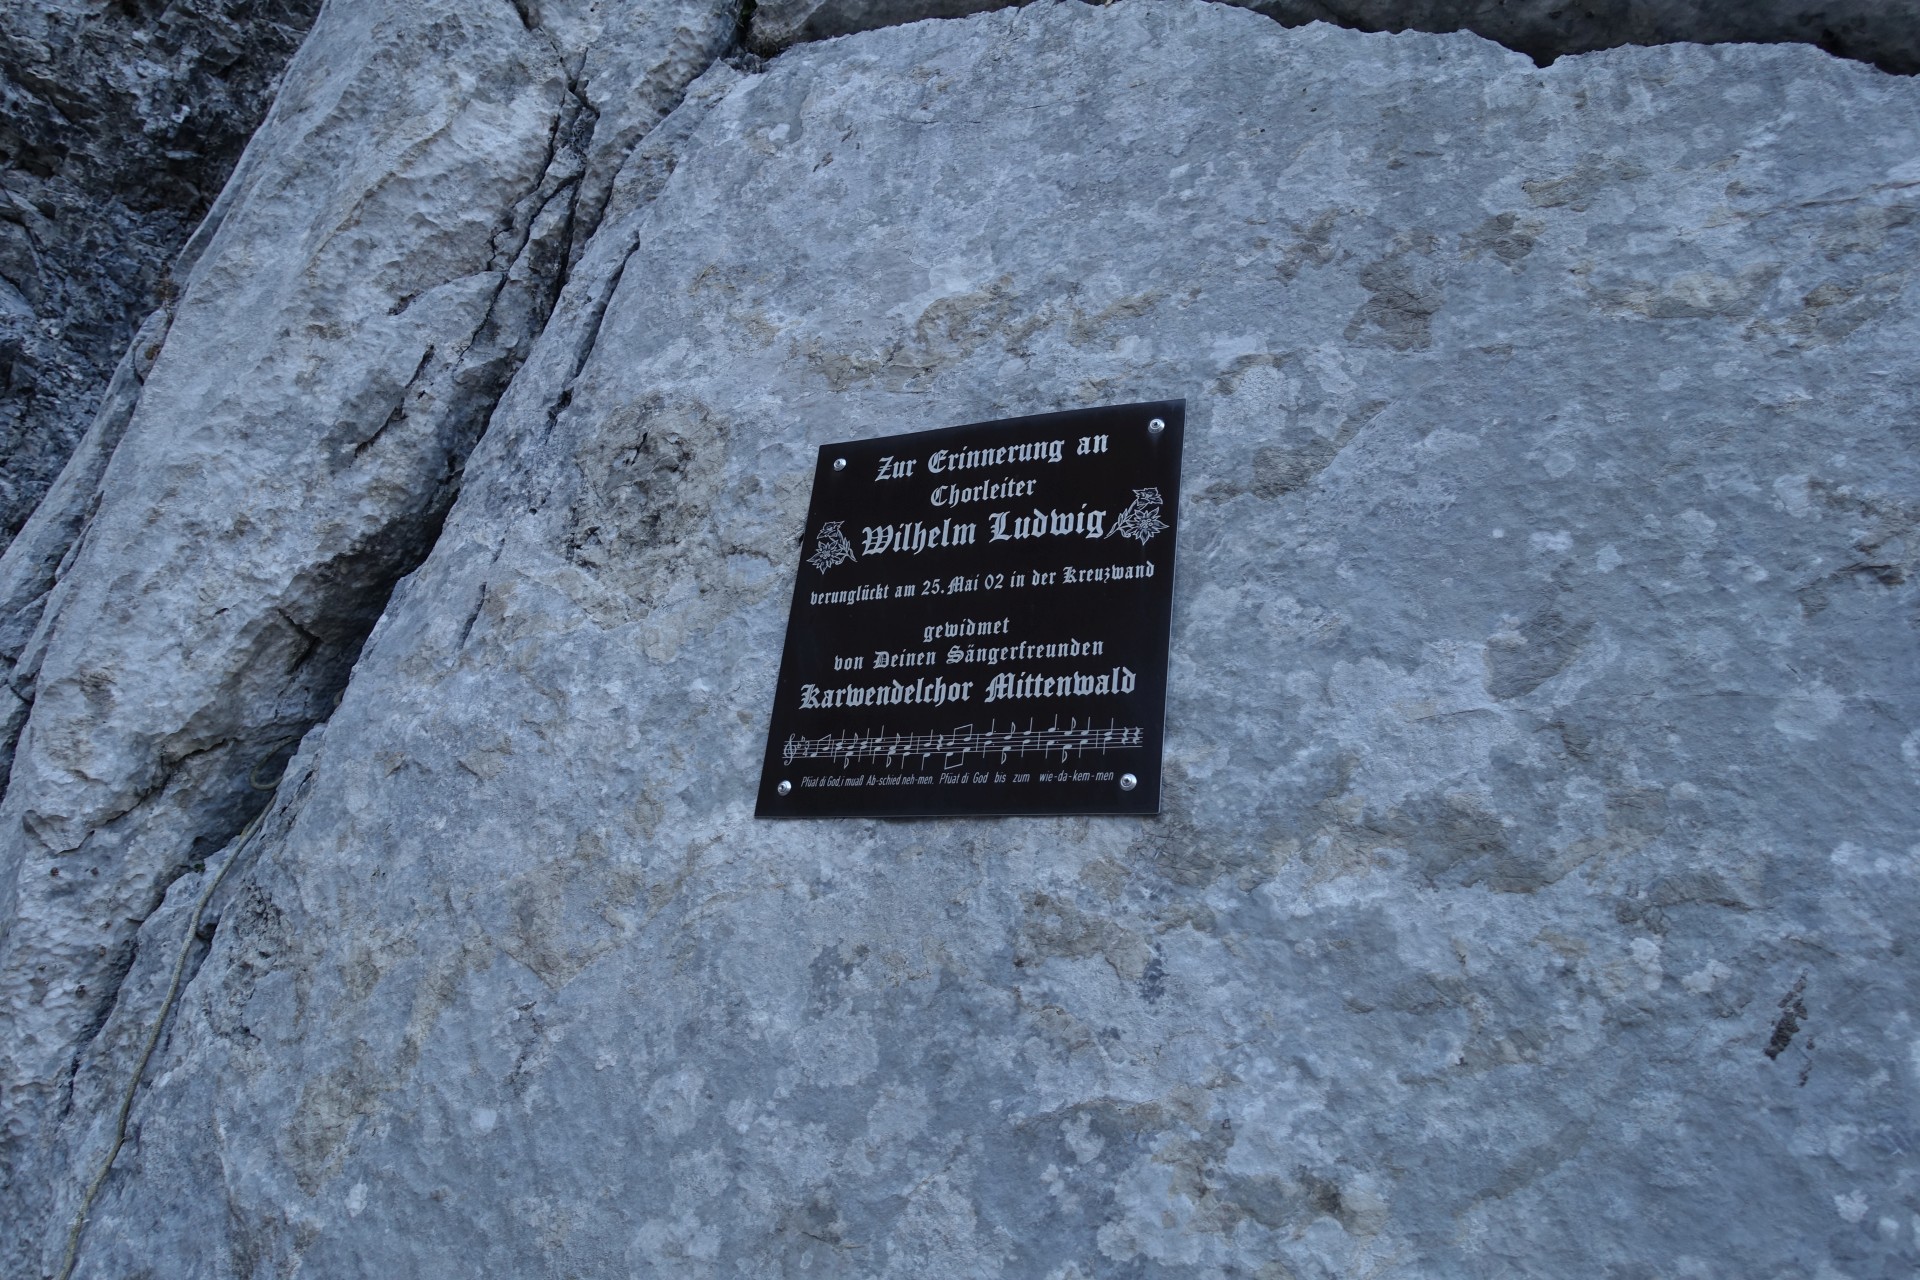 Zur Erinnerung an
Chorleiter
Wilhelm Ludwig
verunglückt am 25. Mai 02 in der Kreuzwand
gewidmet
von Deinen Sängerfreunden
Karwendelchor Mittenwald
Pfüat di God, i muaß Ab-schied neh-men. Pfüat di God bis zum wie-da-kem-men